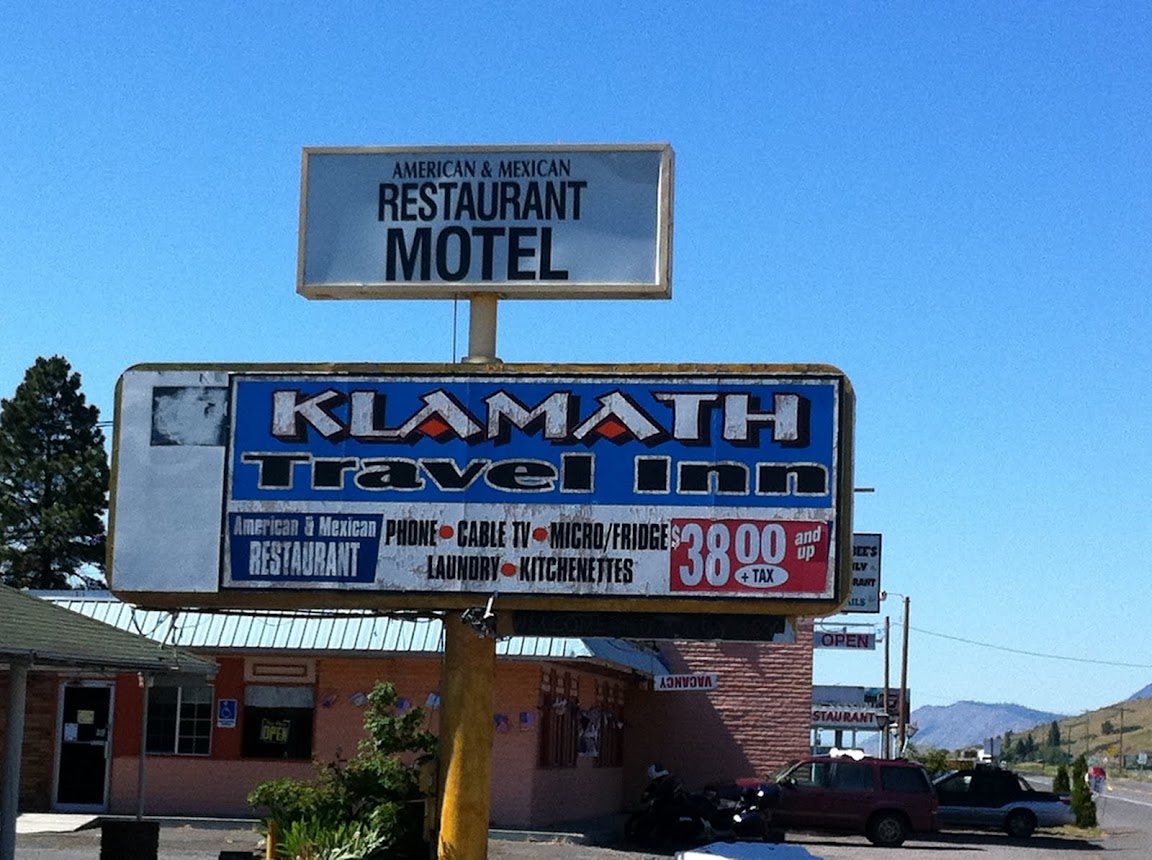 AMERICAN & MEXICAN
RESTAURANT
MOTEL
KLAMATH
Travel Inn
American & Mexican
RESTAURANT
PHONE • CABLE TV • MICRO/FRIDGE
LAUNDRY • KITCHENETTES
$38.00 and up
+ TAX
OPEN
VACANCY
STAURANT
OPEN